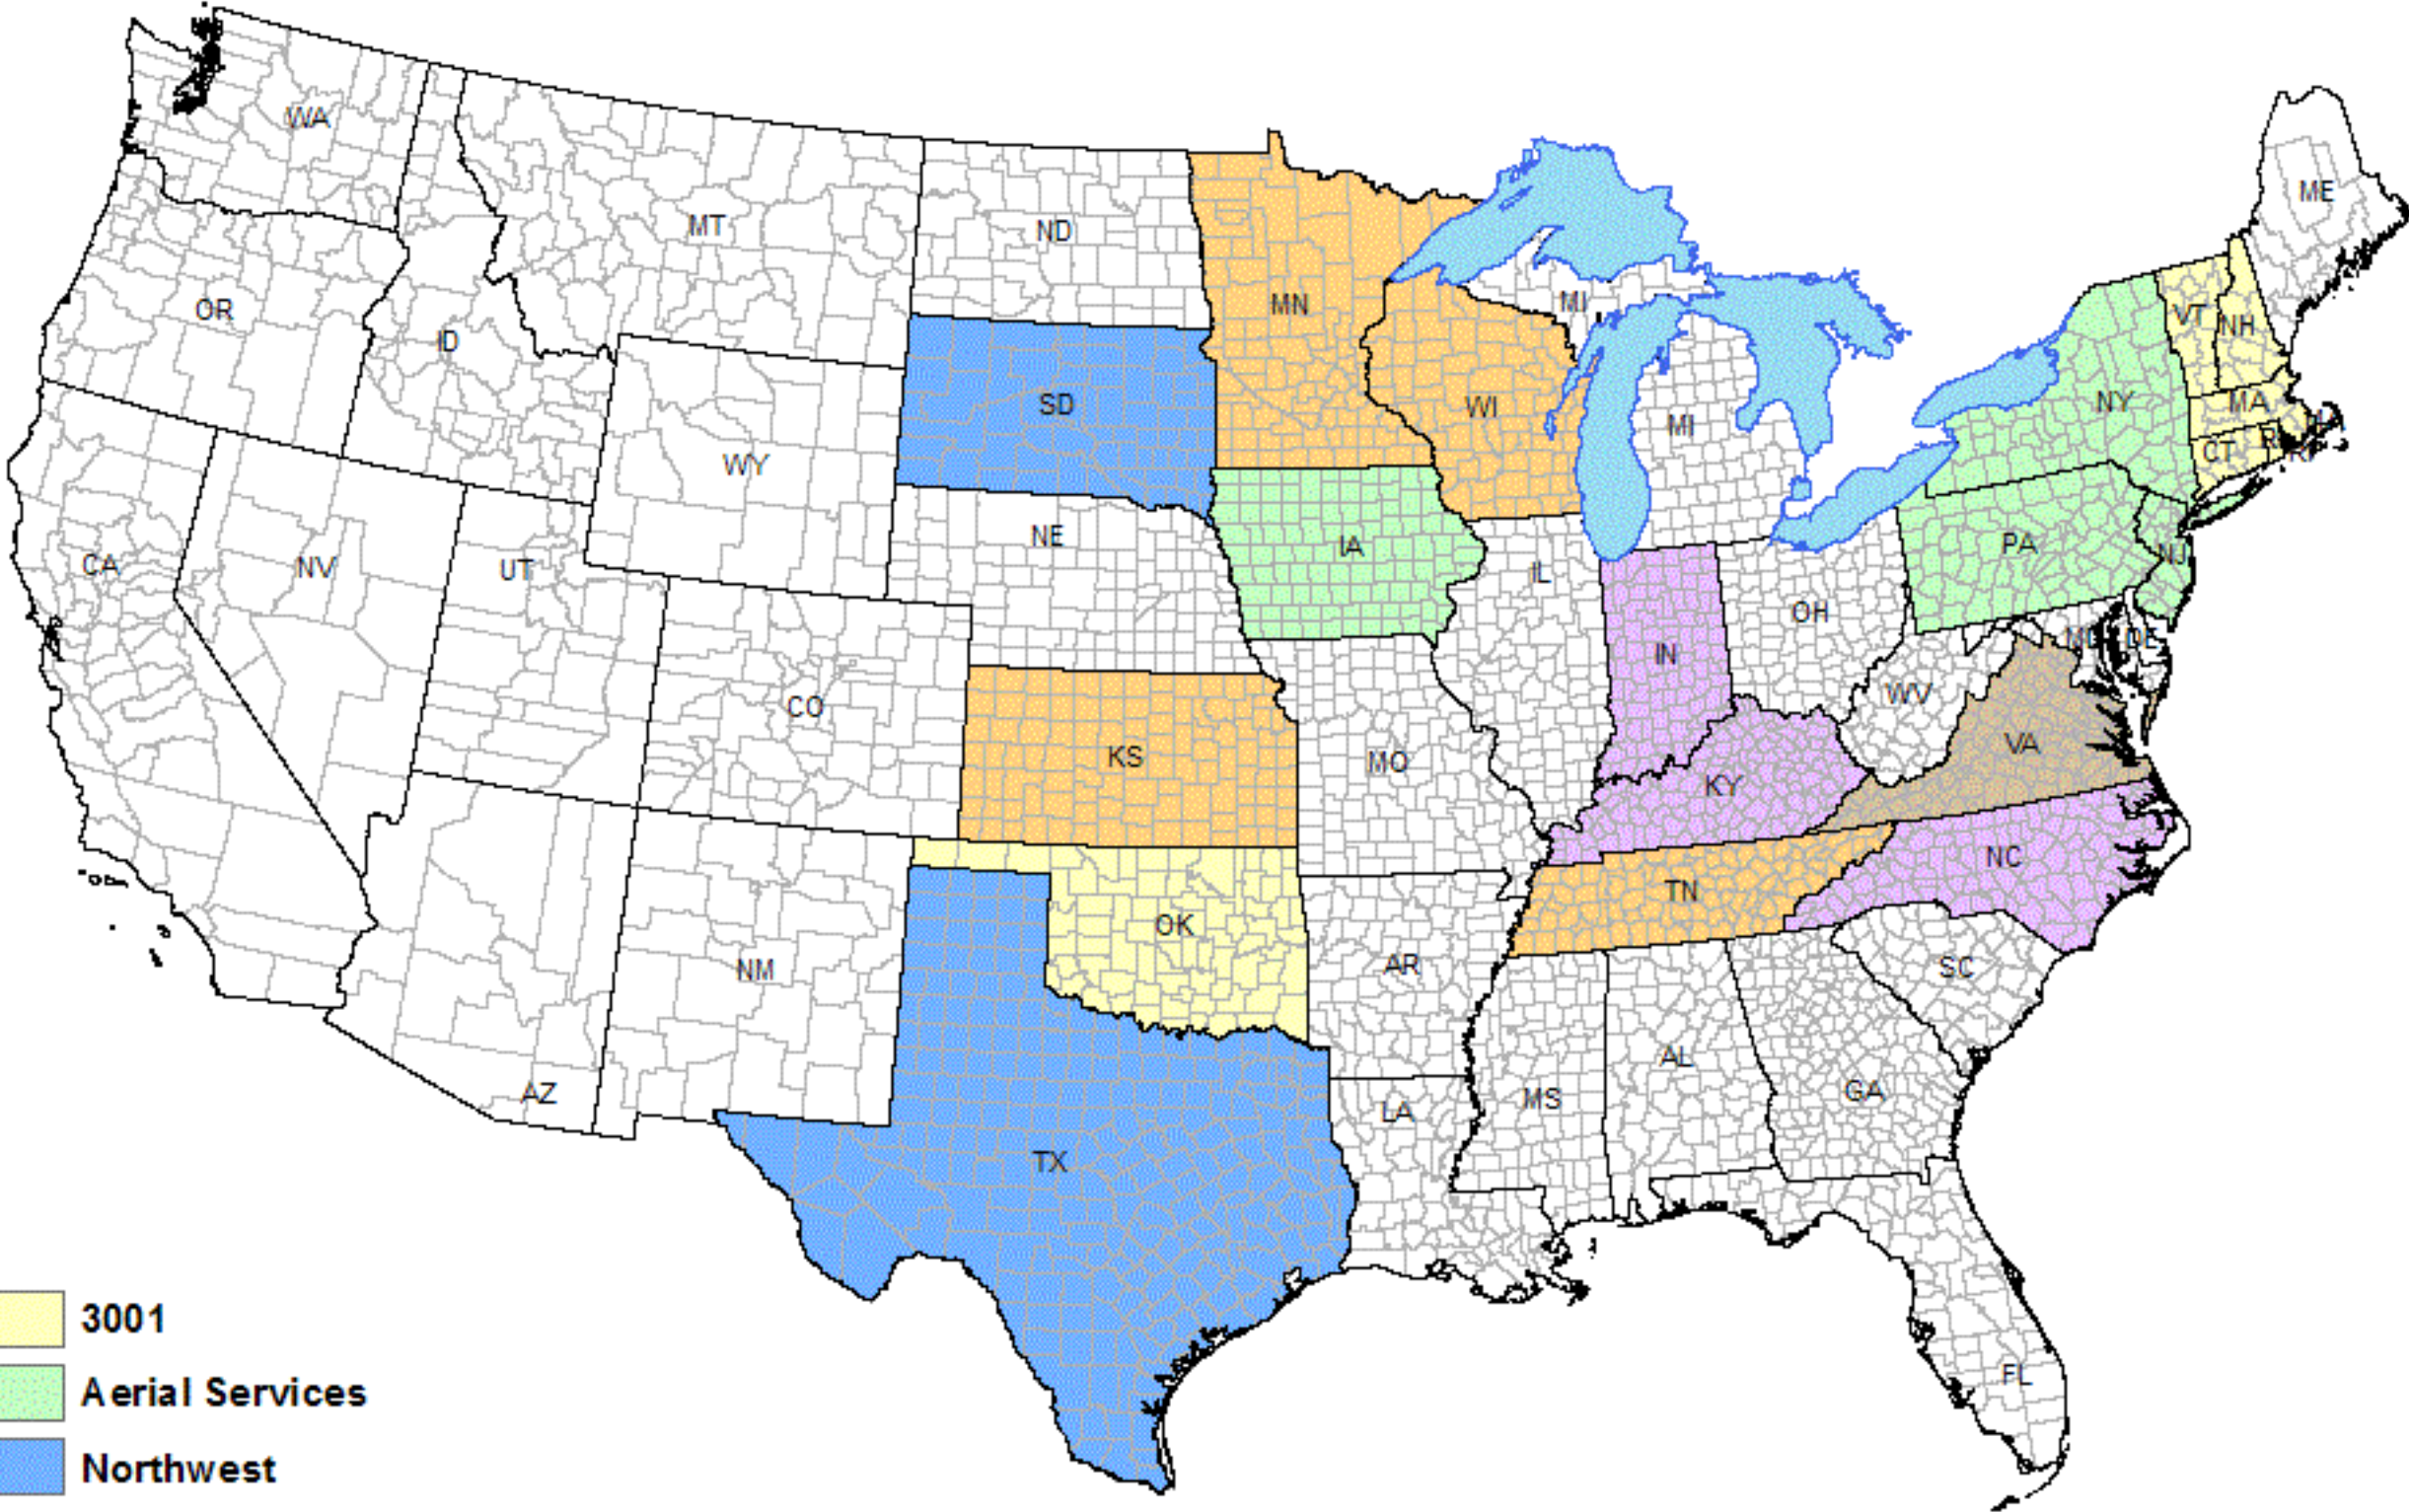 WA
ME
MT
ND
OR
MN
MI
VT
NH
ID
SD
WI
NY
MA
MI
CT
WY
NE
IA
PA
CA
NV
UT
IL
NJ
OH
MD
DE
IN
WV
CO
KS
MO
KY
VA
NC
TN
OK
NM
AR
SC
AL
AZ
LA
MS
GA
TX
FL
3001
Aerial Services
Northwest